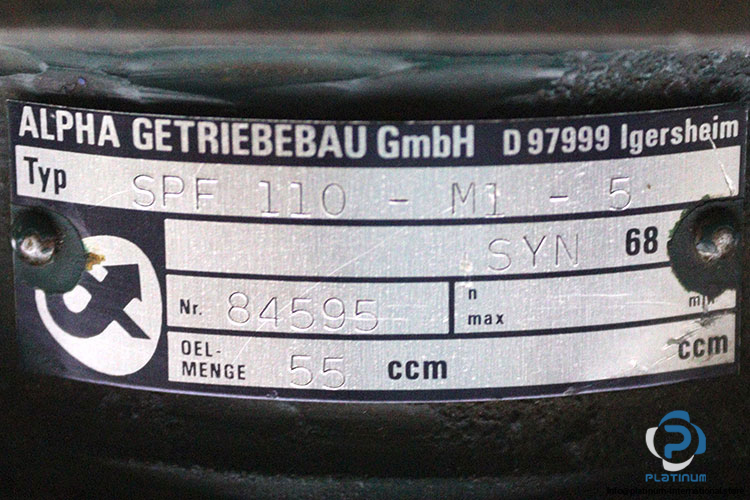 ALPHA GETRIEBEBAU GmbH D 97999 Igersheim
Typ SPF 110 - M1 - 5
SYN 68
Nr. 84595 n max
OEL-MENGE 55 ccm ccm
PLATINUM